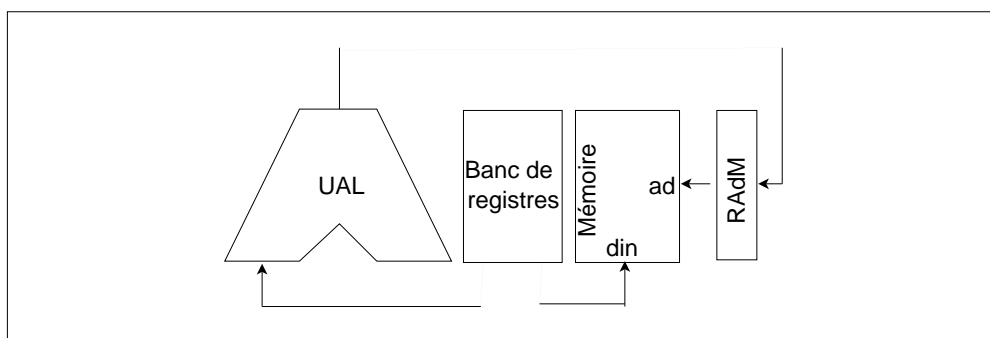 UAL
Banc de
registres
Mémoire
ad
din
RAdM